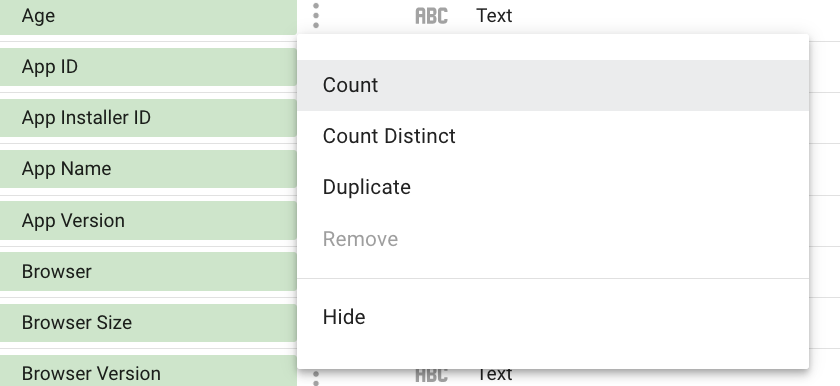 Age
ABC Text
App ID
Count
App Installer ID
Count Distinct
App Name
Duplicate
App Version
Remove
Browser
Browser Size
Hide
Browser Version
ABC Text